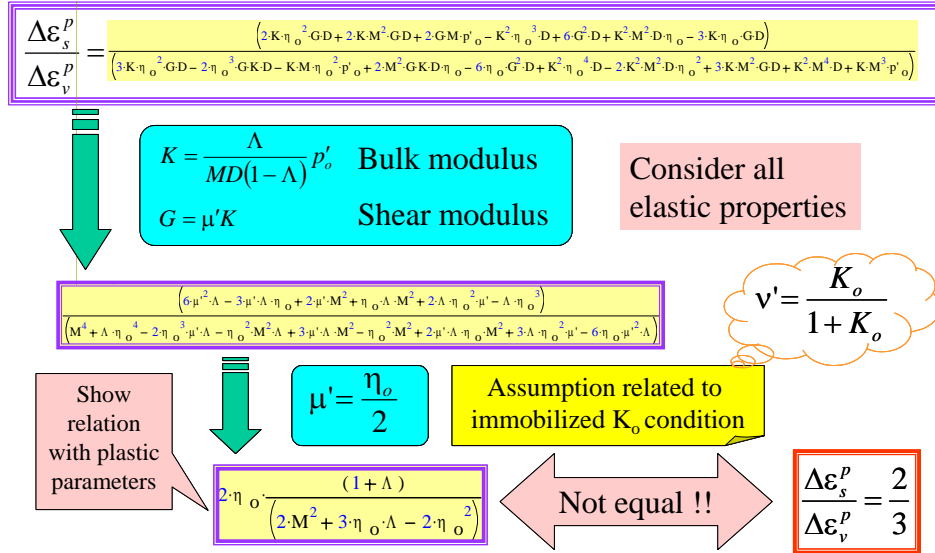 Δε_s^p / Δε_v^p = (2·K·η_o^2·G·D + 2·K·M^2·G·D + 2·G·M·p'_o − K^2·η_o^3·D + 6·G^2·D + K^2·M^2·D·η_o − 3·K·η_o·G·D) / (3·K·η_o^2·G·D − 2·η_o^3·G·K·D − K·M·η_o^2·p'_o + 2·M^2·G·K·D·η_o − 6·η_o·G^2·D + K^2·η_o^4·D − 2·K^2·M^2·D·η_o^2 + 3·K·M^2·G·D + K^2·M^4·D + K·M^3·p'_o)
K = Λ / MD(1 − Λ) p'_o Bulk modulus
G = μ'K Shear modulus
Consider all
elastic properties
ν' = K_o / 1 + K_o
(6·μ'^2·Λ − 3·μ'·Λ·η_o + 2·μ'·M^2 + η_o·Λ·M^2 + 2·Λ·η_o^2·μ' − Λ·η_o^3) / (M^4 + Λ·η_o^4 − 2·η_o^3·μ'·Λ − η_o^2·M^2·Λ + 3·μ'·Λ·M^2 − η_o^2·M^2 + 2·μ'·Λ·η_o·M^2 + 3·Λ·η_o^2·μ' − 6·η_o·μ'^2·Λ)
Show
relation
with plastic
parameters
μ' = η_o / 2
Assumption related to
immobilized K_o condition
2·η_o·(1 + Λ) / (2·M^2 + 3·η_o·Λ − 2·η_o^2)
Not equal !!
Δε_s^p / Δε_v^p = 2 / 3